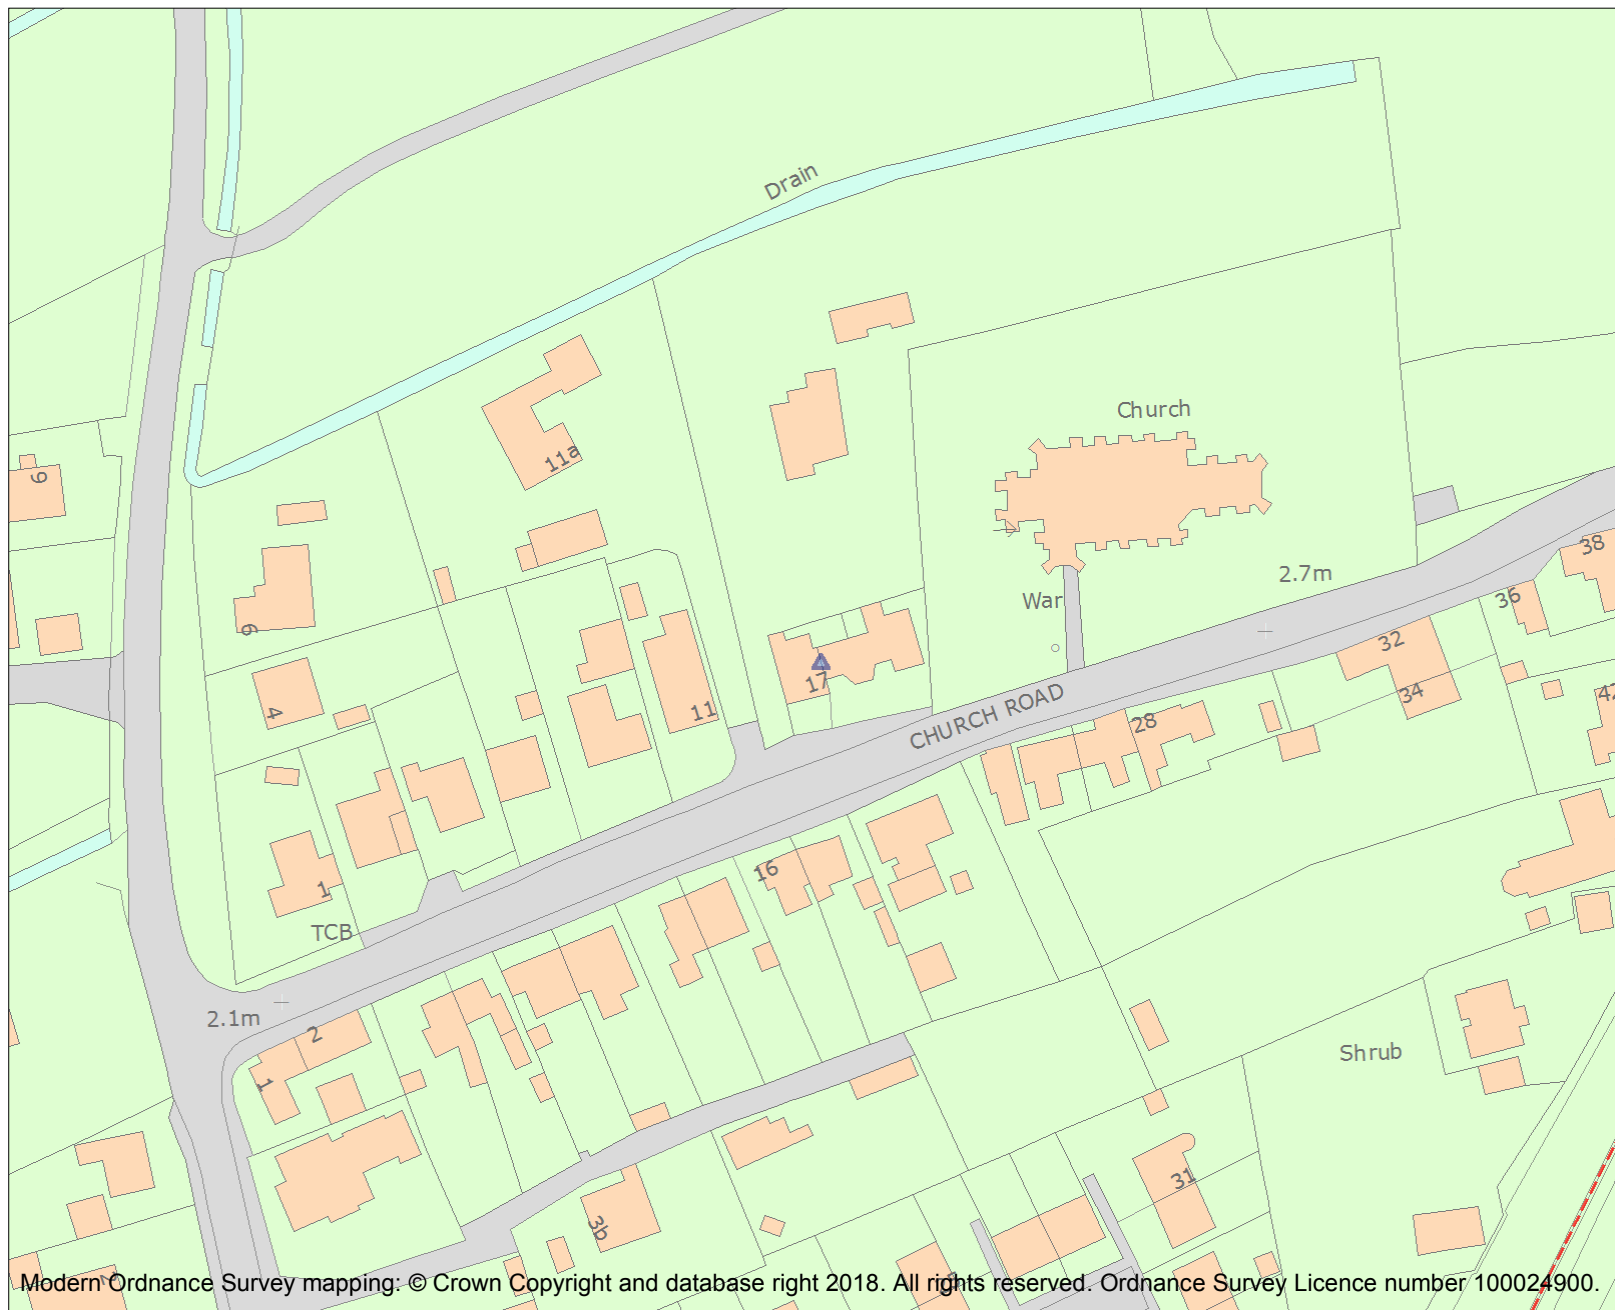 Drain
Church
11a
9
2.7m
38
War
36
6
32
17
34
42
4
11
CHURCH ROAD
28
16
1
TCB
2.1m
2
Shrub
1
31
3b
2
Modern Ordnance Survey mapping: © Crown Copyright and database right 2018. All rights reserved. Ordnance Survey Licence number 100024900.